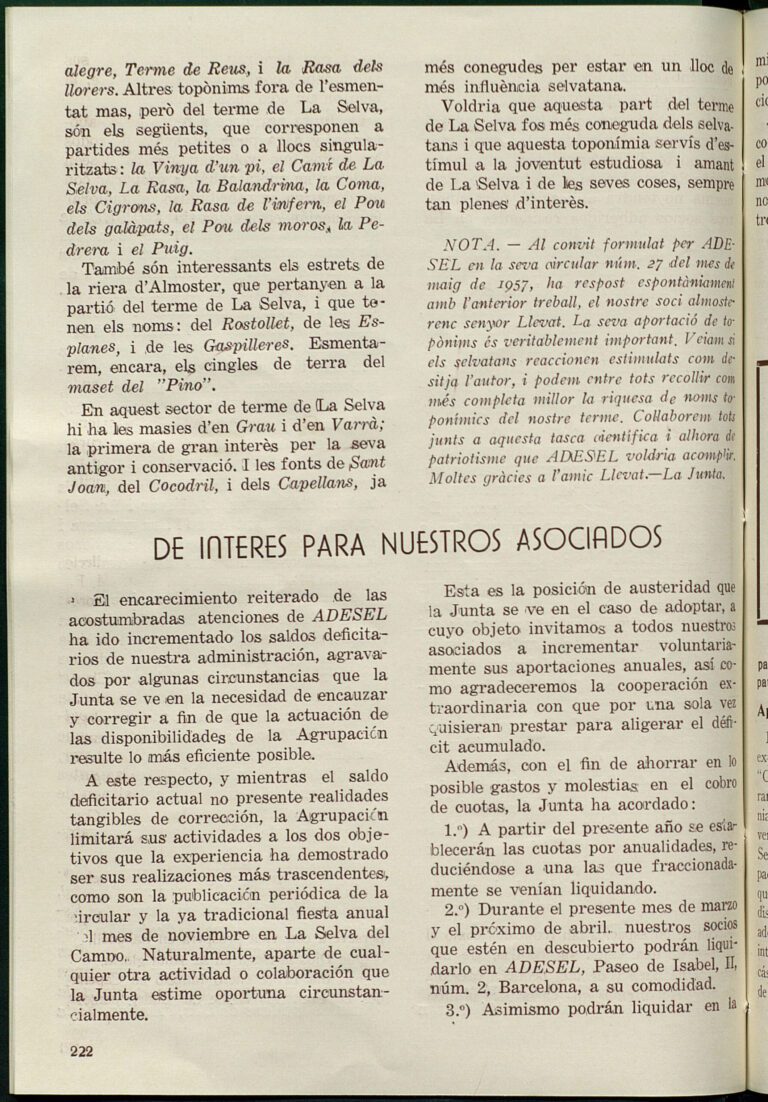 alegre, Terme de Reus, i la Rasa dels
llorers. Altres topònims fora de l'esmen-
tat mas, però del terme de La Selva,
són els següents, que corresponen a
partides més petites o a llocs singula-
ritzats: la Vinya d'un pi, el Camí de La
Selva, La Rasa, la Balandrina, la Coma,
els Cigrons, la Rasa de l'infern, el Pou
dels galàpats, el Pou dels moros, la Pe-
drera i el Puig.
També són interessants els estrets de
la riera d'Almoster, que pertanyen a la
partió del terme de La Selva, i que te-
nen els noms: del Rostollet, de les Es-
planes, i de les Gaspilleres. Esmenta-
rem, encara, els cingles de terra del
maset del "Pino".
En aquest sector de terme de La Selva
hi ha les masies d'en Grau i d'en Varrà;
la primera de gran interès per la seva
antigor i conservació. I les fonts de Sant
Joan, del Cocodril, i dels Capellans, ja
més conegudes per estar en un lloc de
més influència selvatana.
Voldria que aquesta part del terme
de La Selva fos més coneguda dels selva-
tans i que aquesta toponímia servís d'es-
tímul a la joventut estudiosa i amant
de La Selva i de les seves coses, sempre
tan plenes d'interès.
NOTA. — Al convit formulat per ADE-
SEL en la seva circular núm. 27 del mes de
maig de 1957, ha respost espontàniament
amb l'anterior treball, el nostre soci almoste-
renc senyor Llevat. La seva aportació de to-
pònims és veritablement important. Veiam si
els selvatans reaccionen estimulats com de-
sitja l'autor, i podem entre tots recollir com
més completa millor la riquesa de noms to-
ponímics del nostre terme. Col·laborem tots
junts a aquesta tasca científica i alhora de
patriotisme que ADESEL voldria acomplir.
Moltes gràcies a l'amic Llevat.—La Junta.
DE INTERES PARA NUESTROS ASOCIADOS
El encarecimiento reiterado de las
acostumbradas atenciones de ADESEL
ha ido incrementado los saldos deficita-
rios de nuestra administración, agrava-
dos por algunas circunstancias que la
Junta se ve en la necesidad de encauzar
y corregir a fin de que la actuación de
las disponibilidades de la Agrupación
resulte lo más eficiente posible.
A este respecto, y mientras el saldo
deficitario actual no presente realidades
tangibles de corrección, la Agrupación
limitará sus actividades a los dos obje-
tivos que la experiencia ha demostrado
ser sus realizaciones más trascendentes,
como son la publicación periódica de la
circular y la ya tradicional fiesta anual
el mes de noviembre en La Selva del
Campo. Naturalmente, aparte de cual-
quier otra actividad o colaboración que
la Junta estime oportuna circunstan-
cialmente.
Esta es la posición de austeridad que
la Junta se ve en el caso de adoptar, a
cuyo objeto invitamos a todos nuestros
asociados a incrementar voluntaria-
mente sus aportaciones anuales, así co-
mo agradeceremos la cooperación ex-
traordinaria con que por una sola vez
quisieran prestar para aligerar el défi-
cit acumulado.
Además, con el fin de ahorrar en lo
posible gastos y molestias en el cobro
de cuotas, la Junta ha acordado:
1.º) A partir del presente año se esta-
blecerán las cuotas por anualidades, re-
duciéndose a una las que fraccionada-
mente se venían liquidando.
2.º) Durante el presente mes de marzo
y el próximo de abril. nuestros socios
que estén en descubierto podrán liqui-
darlo en ADESEL, Paseo de Isabel, II,
núm. 2, Barcelona, a su comodidad.
3.º) Asimismo podrán liquidar en la
222